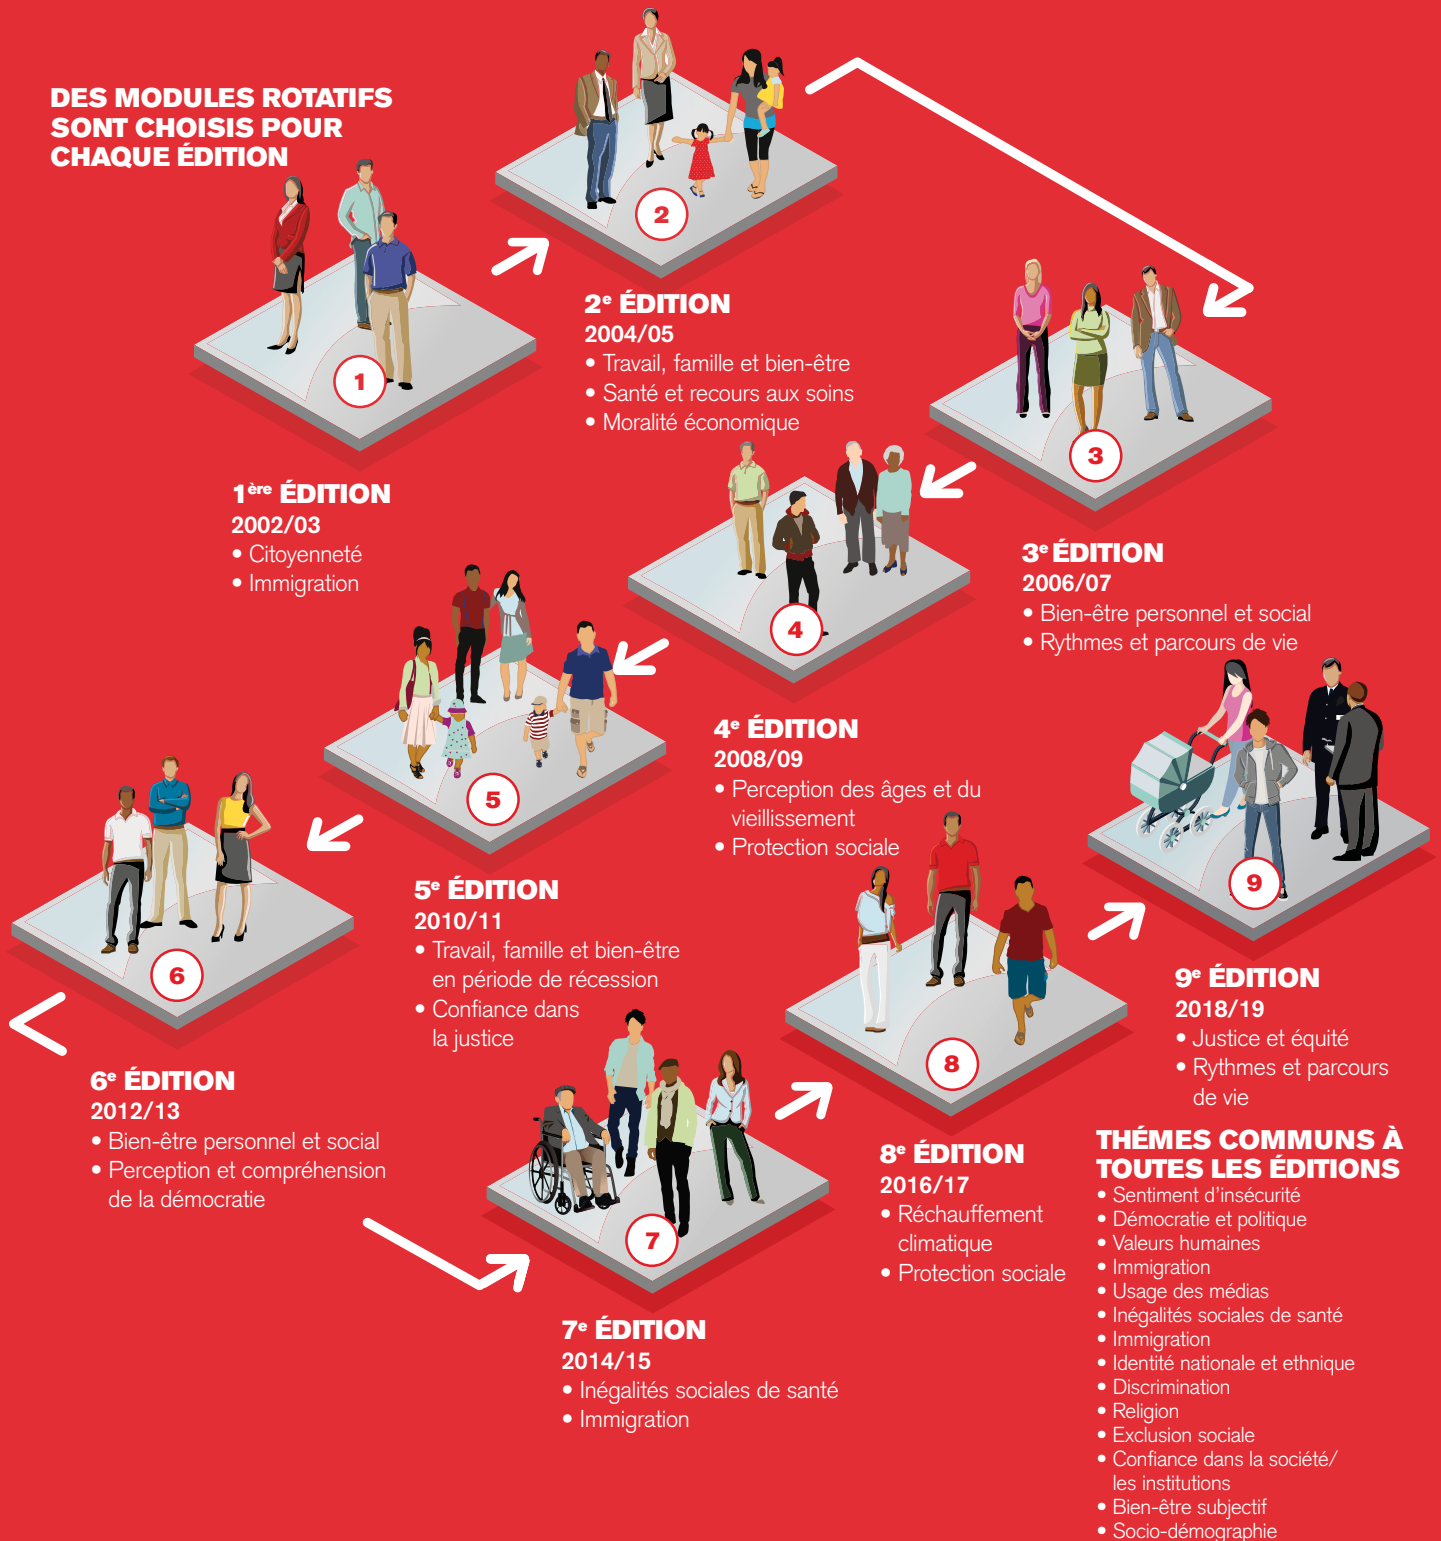 DES MODULES ROTATIFS
SONT CHOISIS POUR
CHAQUE ÉDITION
1
1ère ÉDITION
2002/03
• Citoyenneté
• Immigration
2
2e ÉDITION
2004/05
• Travail, famille et bien-être
• Santé et recours aux soins
• Moralité économique
3
3e ÉDITION
2006/07
• Bien-être personnel et social
• Rythmes et parcours de vie
4
4e ÉDITION
2008/09
• Perception des âges et du
vieillissement
• Protection sociale
5
5e ÉDITION
2010/11
• Travail, famille et bien-être
en période de récession
• Confiance dans
la justice
6
6e ÉDITION
2012/13
• Bien-être personnel et social
• Perception et compréhension
de la démocratie
7
7e ÉDITION
2014/15
• Inégalités sociales de santé
• Immigration
8
8e ÉDITION
2016/17
• Réchauffement
climatique
• Protection sociale
9
9e ÉDITION
2018/19
• Justice et équité
• Rythmes et parcours
de vie
THÉMES COMMUNS À
TOUTES LES ÉDITIONS
• Sentiment d'insécurité
• Démocratie et politique
• Valeurs humaines
• Immigration
• Usage des médias
• Inégalités sociales de santé
• Immigration
• Identité nationale et ethnique
• Discrimination
• Religion
• Exclusion sociale
• Confiance dans la société/
les institutions
• Bien-être subjectif
• Socio-démographie